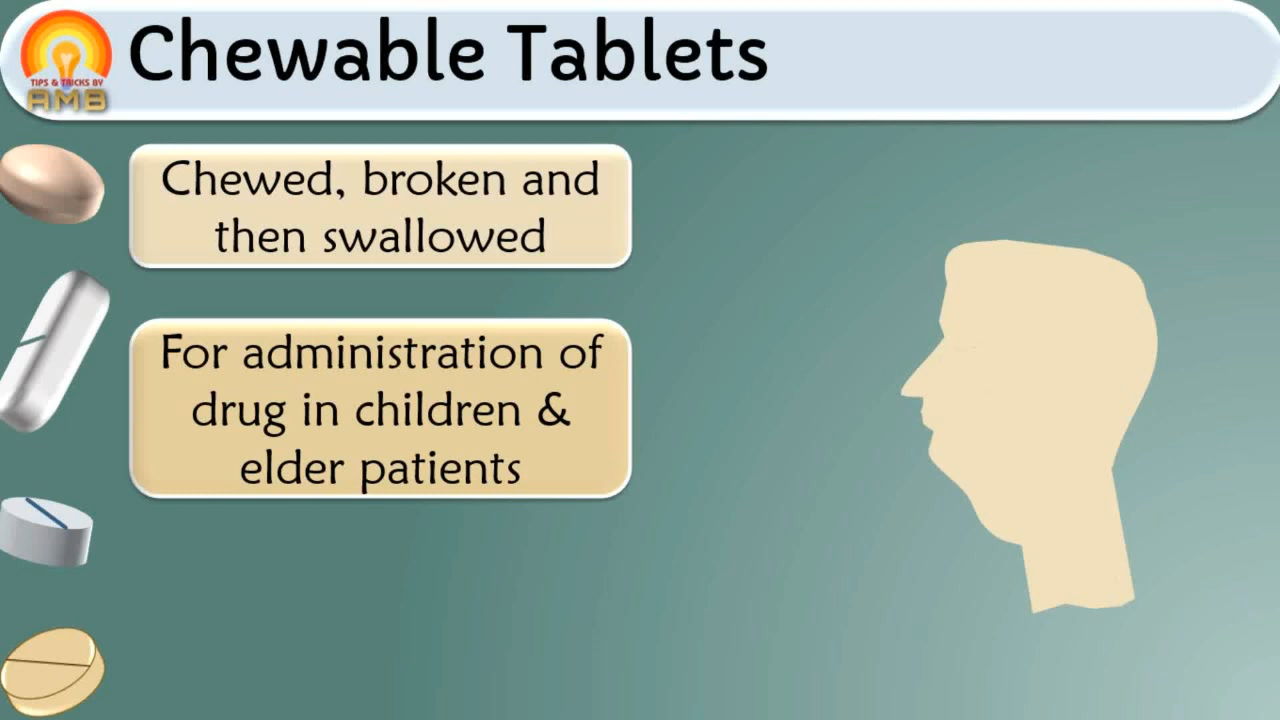 Chewable Tablets
TIPS & TRICKS BY
AMB
Chewed, broken and
then swallowed
For administration of
drug in children &
elder patients